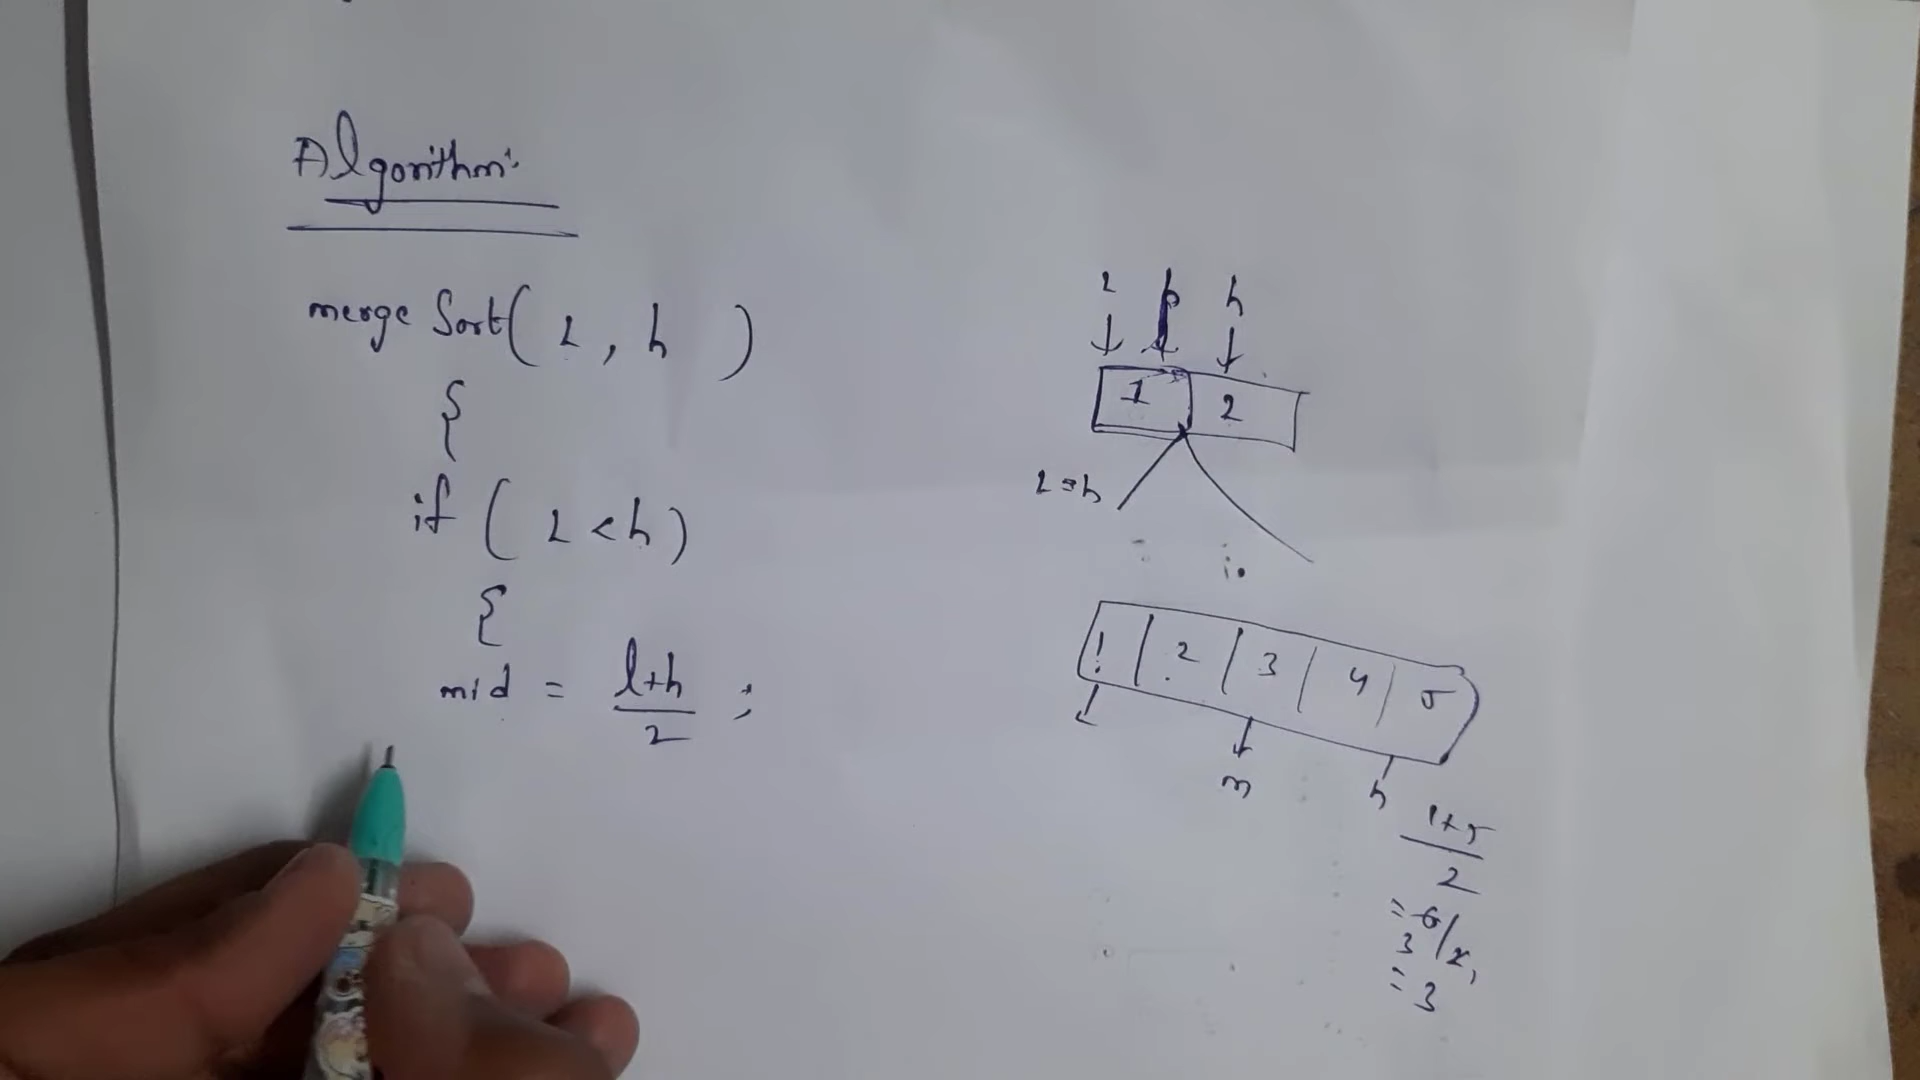 Algorithm:
merge Sort( L , h )
{
if ( L < h )
{
mid = l+h / 2 ;
L h
1 2
L = h
1 2 3 4 5
L m h
1+5
2
= 6/2
3
= 3